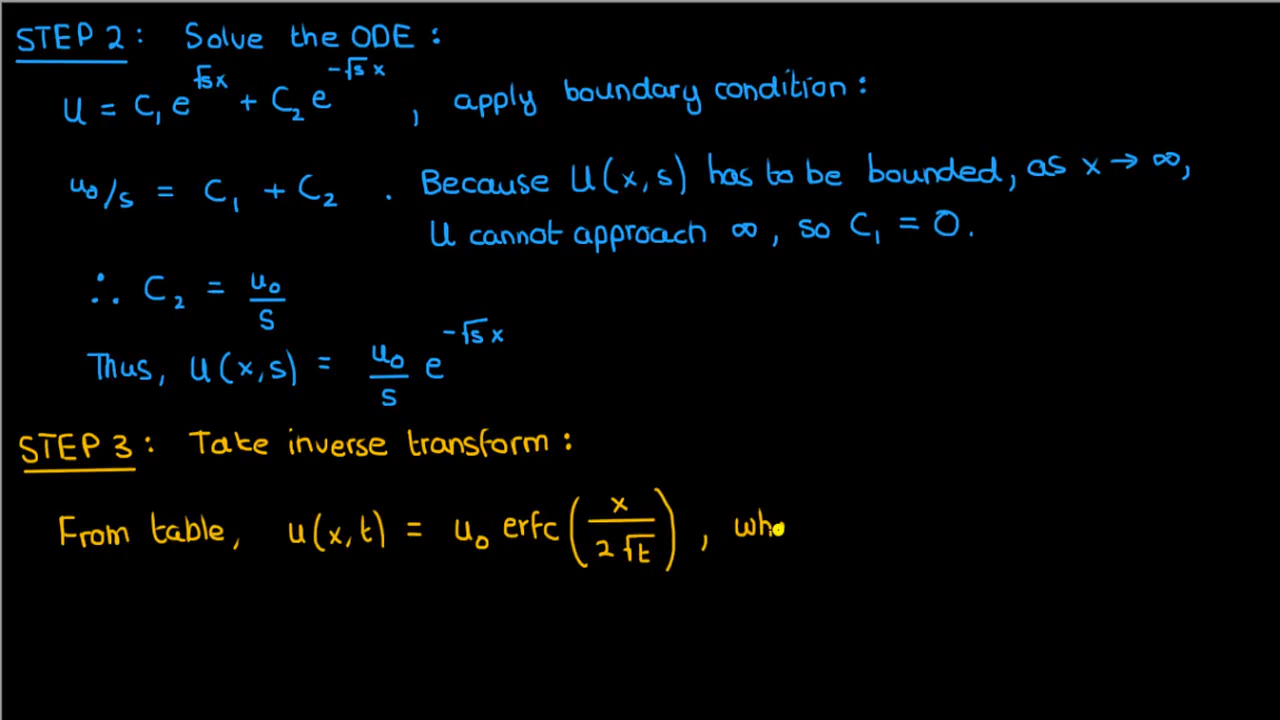 STEP 2: Solve the ODE :
U = C₁ e^(√s x) + C₂ e^(-√s x) , apply boundary condition :
u₀/s = C₁ + C₂ . Because U(x,s) has to be bounded, as x → ∞,
U cannot approach ∞, so C₁ = 0.
∴ C₂ = u₀/s
Thus, U(x,s) = u₀/s e^(-√s x)
STEP 3: Take inverse transform :
From table, u(x,t) = u₀ erfc(x/(2√t)) , whe